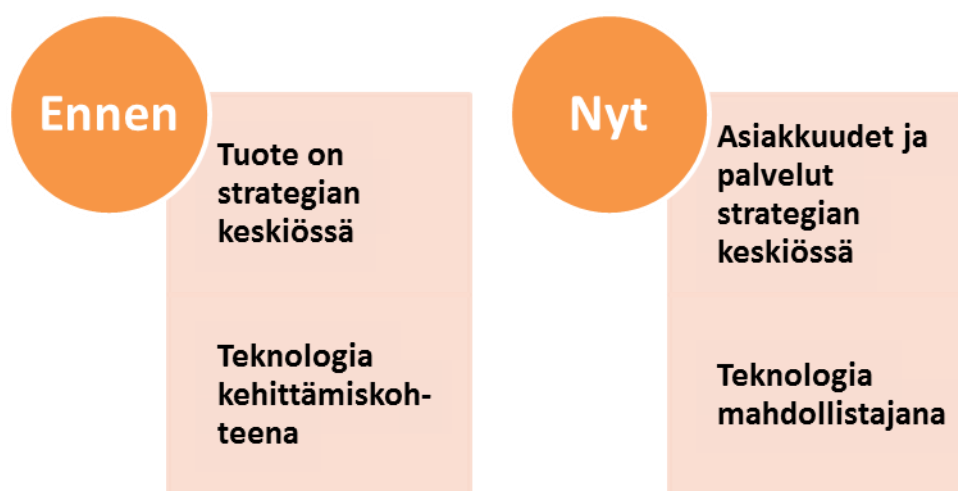 Ennen
Tuote on
strategian
keskiössä
Teknologia
kehittämiskoh-
teena
Nyt
Asiakkuudet ja
palvelut
strategian
keskiössä
Teknologia
mahdollistajana